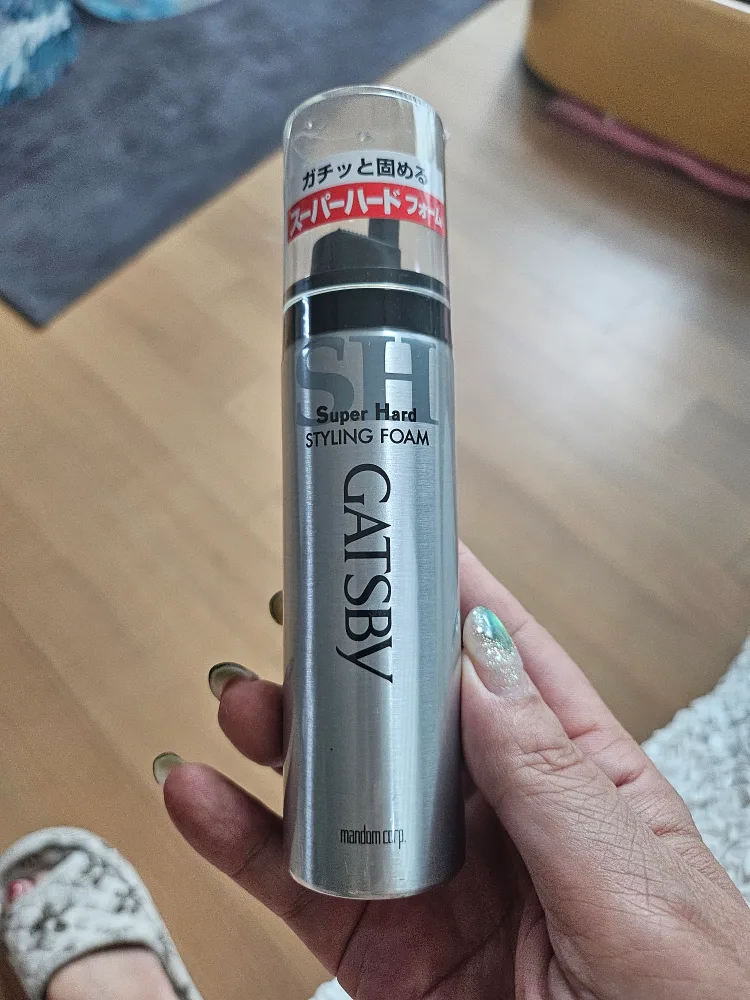 ガチッと固める
スーパーハードフォーム
SH
Super Hard
STYLING FOAM
GATSBY
mandom corp.